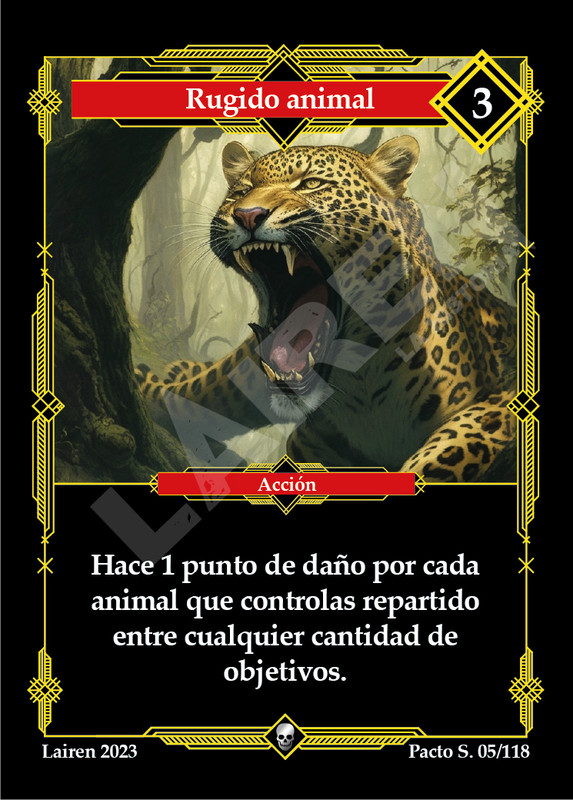 Rugido animal
3
Acción
Hace 1 punto de daño por cada
animal que controlas repartido
entre cualquier cantidad de
objetivos.
Lairen 2023
Pacto S. 05/118